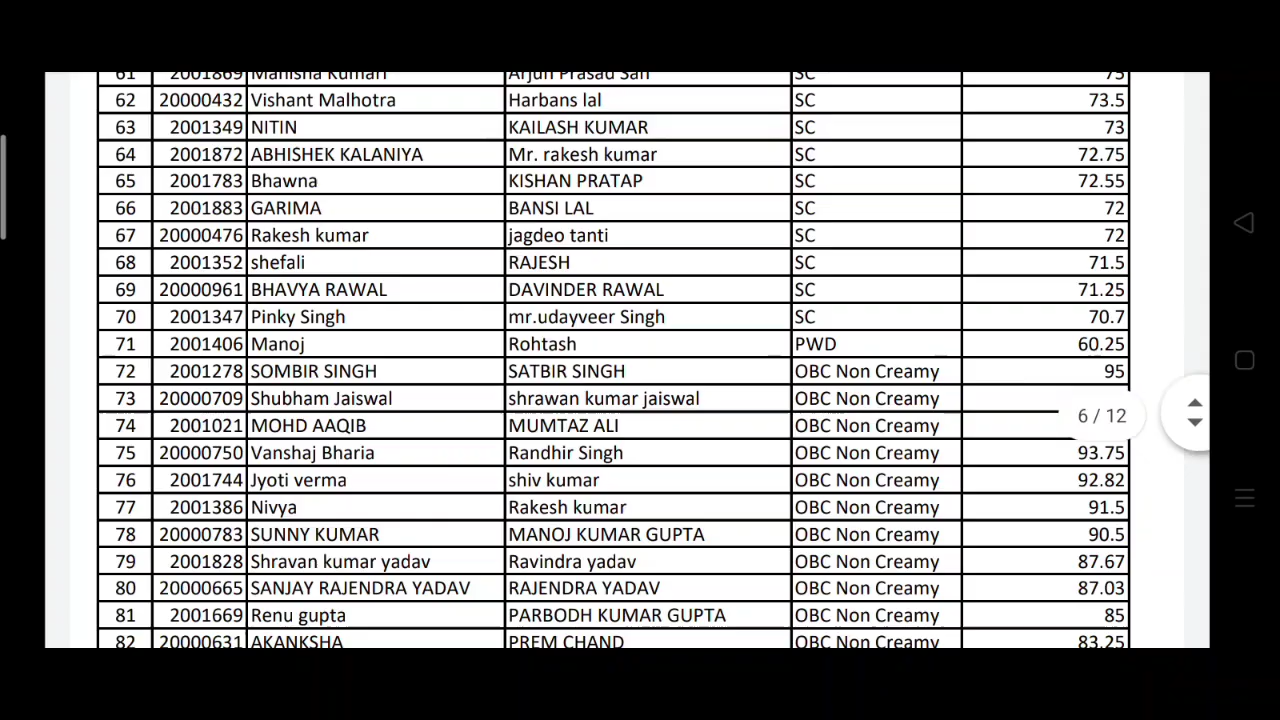 61 2001869 Manisha Kumari Arjun Prasad Sah SC 75
62 20000432 Vishant Malhotra Harbans lal SC 73.5
63 2001349 NITIN KAILASH KUMAR SC 73
64 2001872 ABHISHEK KALANIYA Mr. rakesh kumar SC 72.75
65 2001783 Bhawna KISHAN PRATAP SC 72.55
66 2001883 GARIMA BANSI LAL SC 72
67 20000476 Rakesh kumar jagdeo tanti SC 72
68 2001352 shefali RAJESH SC 71.5
69 20000961 BHAVYA RAWAL DAVINDER RAWAL SC 71.25
70 2001347 Pinky Singh mr.udayveer Singh SC 70.7
71 2001406 Manoj Rohtash PWD 60.25
72 2001278 SOMBIR SINGH SATBIR SINGH OBC Non Creamy 95
73 20000709 Shubham Jaiswal shrawan kumar jaiswal OBC Non Creamy
74 2001021 MOHD AAQIB MUMTAZ ALI OBC Non Creamy
6 / 12
75 20000750 Vanshaj Bharia Randhir Singh OBC Non Creamy 93.75
76 2001744 Jyoti verma shiv kumar OBC Non Creamy 92.82
77 2001386 Nivya Rakesh kumar OBC Non Creamy 91.5
78 20000783 SUNNY KUMAR MANOJ KUMAR GUPTA OBC Non Creamy 90.5
79 2001828 Shravan kumar yadav Ravindra yadav OBC Non Creamy 87.67
80 20000665 SANJAY RAJENDRA YADAV RAJENDRA YADAV OBC Non Creamy 87.03
81 2001669 Renu gupta PARBODH KUMAR GUPTA OBC Non Creamy 85
82 20000631 AKANKSHA PREM CHAND OBC Non Creamy 83.25